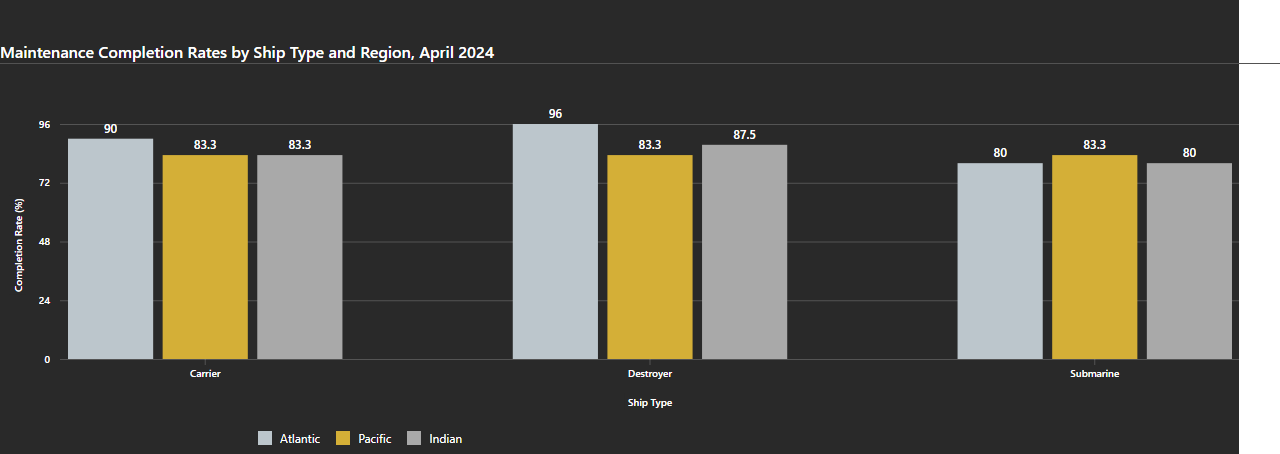 Maintenance Completion Rates by Ship Type and Region, April 2024
96
72
48
24
0
Completion Rate (%)
90
83.3
83.3
96
83.3
87.5
80
83.3
80
Carrier
Destroyer
Submarine
Ship Type
Atlantic
Pacific
Indian